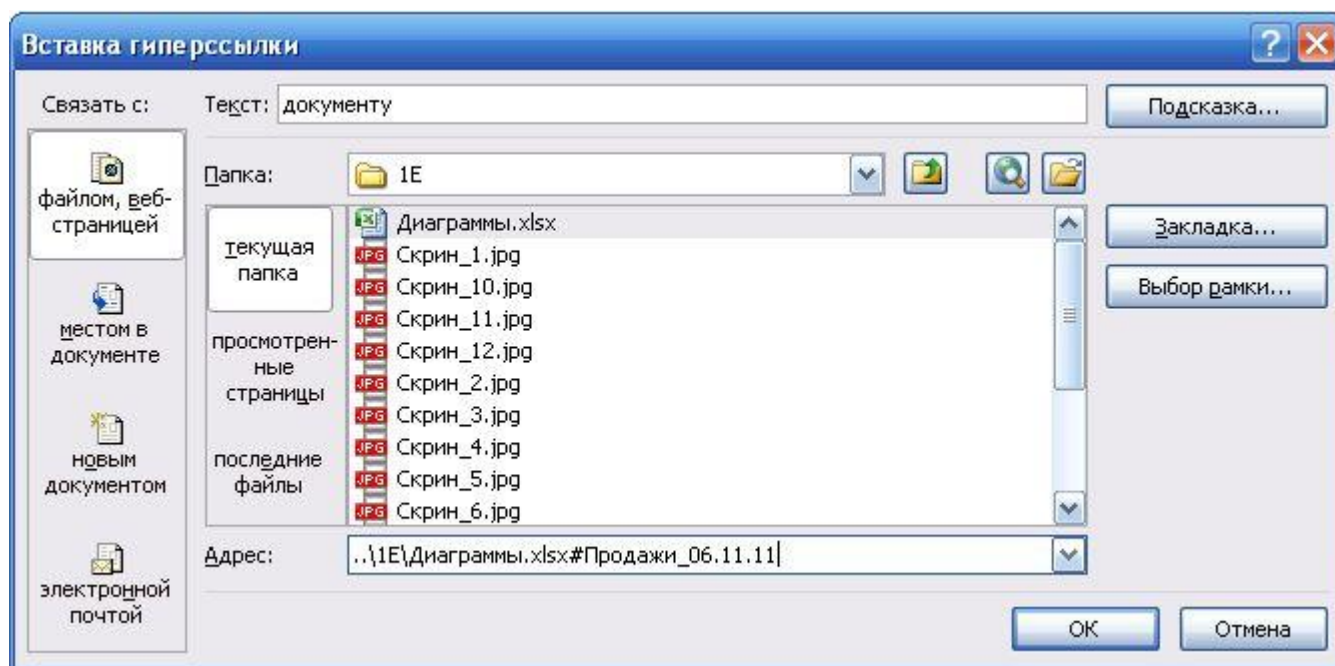 Вставка гиперссылки
Связать с:
Текст: документу
Подсказка...
файлом, веб-
страницей
Папка:
1E
текущая
папка
Диаграммы.xlsx
Скрин_1.jpg
Скрин_10.jpg
Скрин_11.jpg
Скрин_12.jpg
Скрин_2.jpg
Скрин_3.jpg
Скрин_4.jpg
Скрин_5.jpg
Скрин_6.jpg
Закладка...
Выбор рамки...
местом в
документе
просмотрен-
ные
страницы
новым
документом
последние
файлы
Адрес:
..\1E\Диаграммы.xlsx#Продажи_06.11.11
электронной
почтой
ОК
Отмена